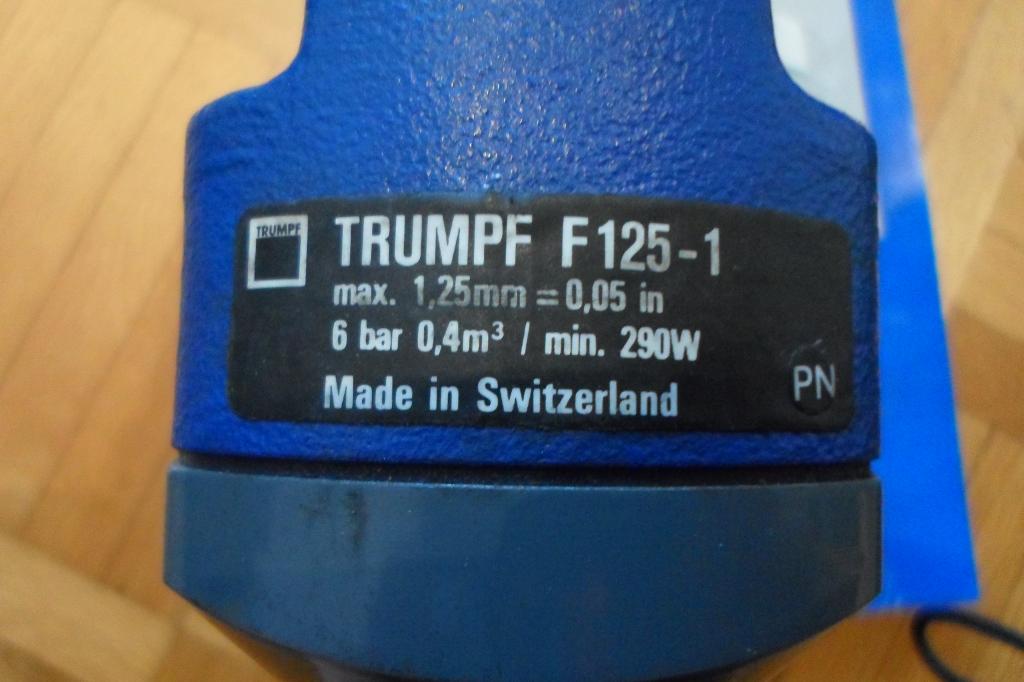 TRUMPF
TRUMPF F125-1
max. 1,25mm = 0,05 in
6 bar 0,4m³ / min. 290W
Made in Switzerland
PN